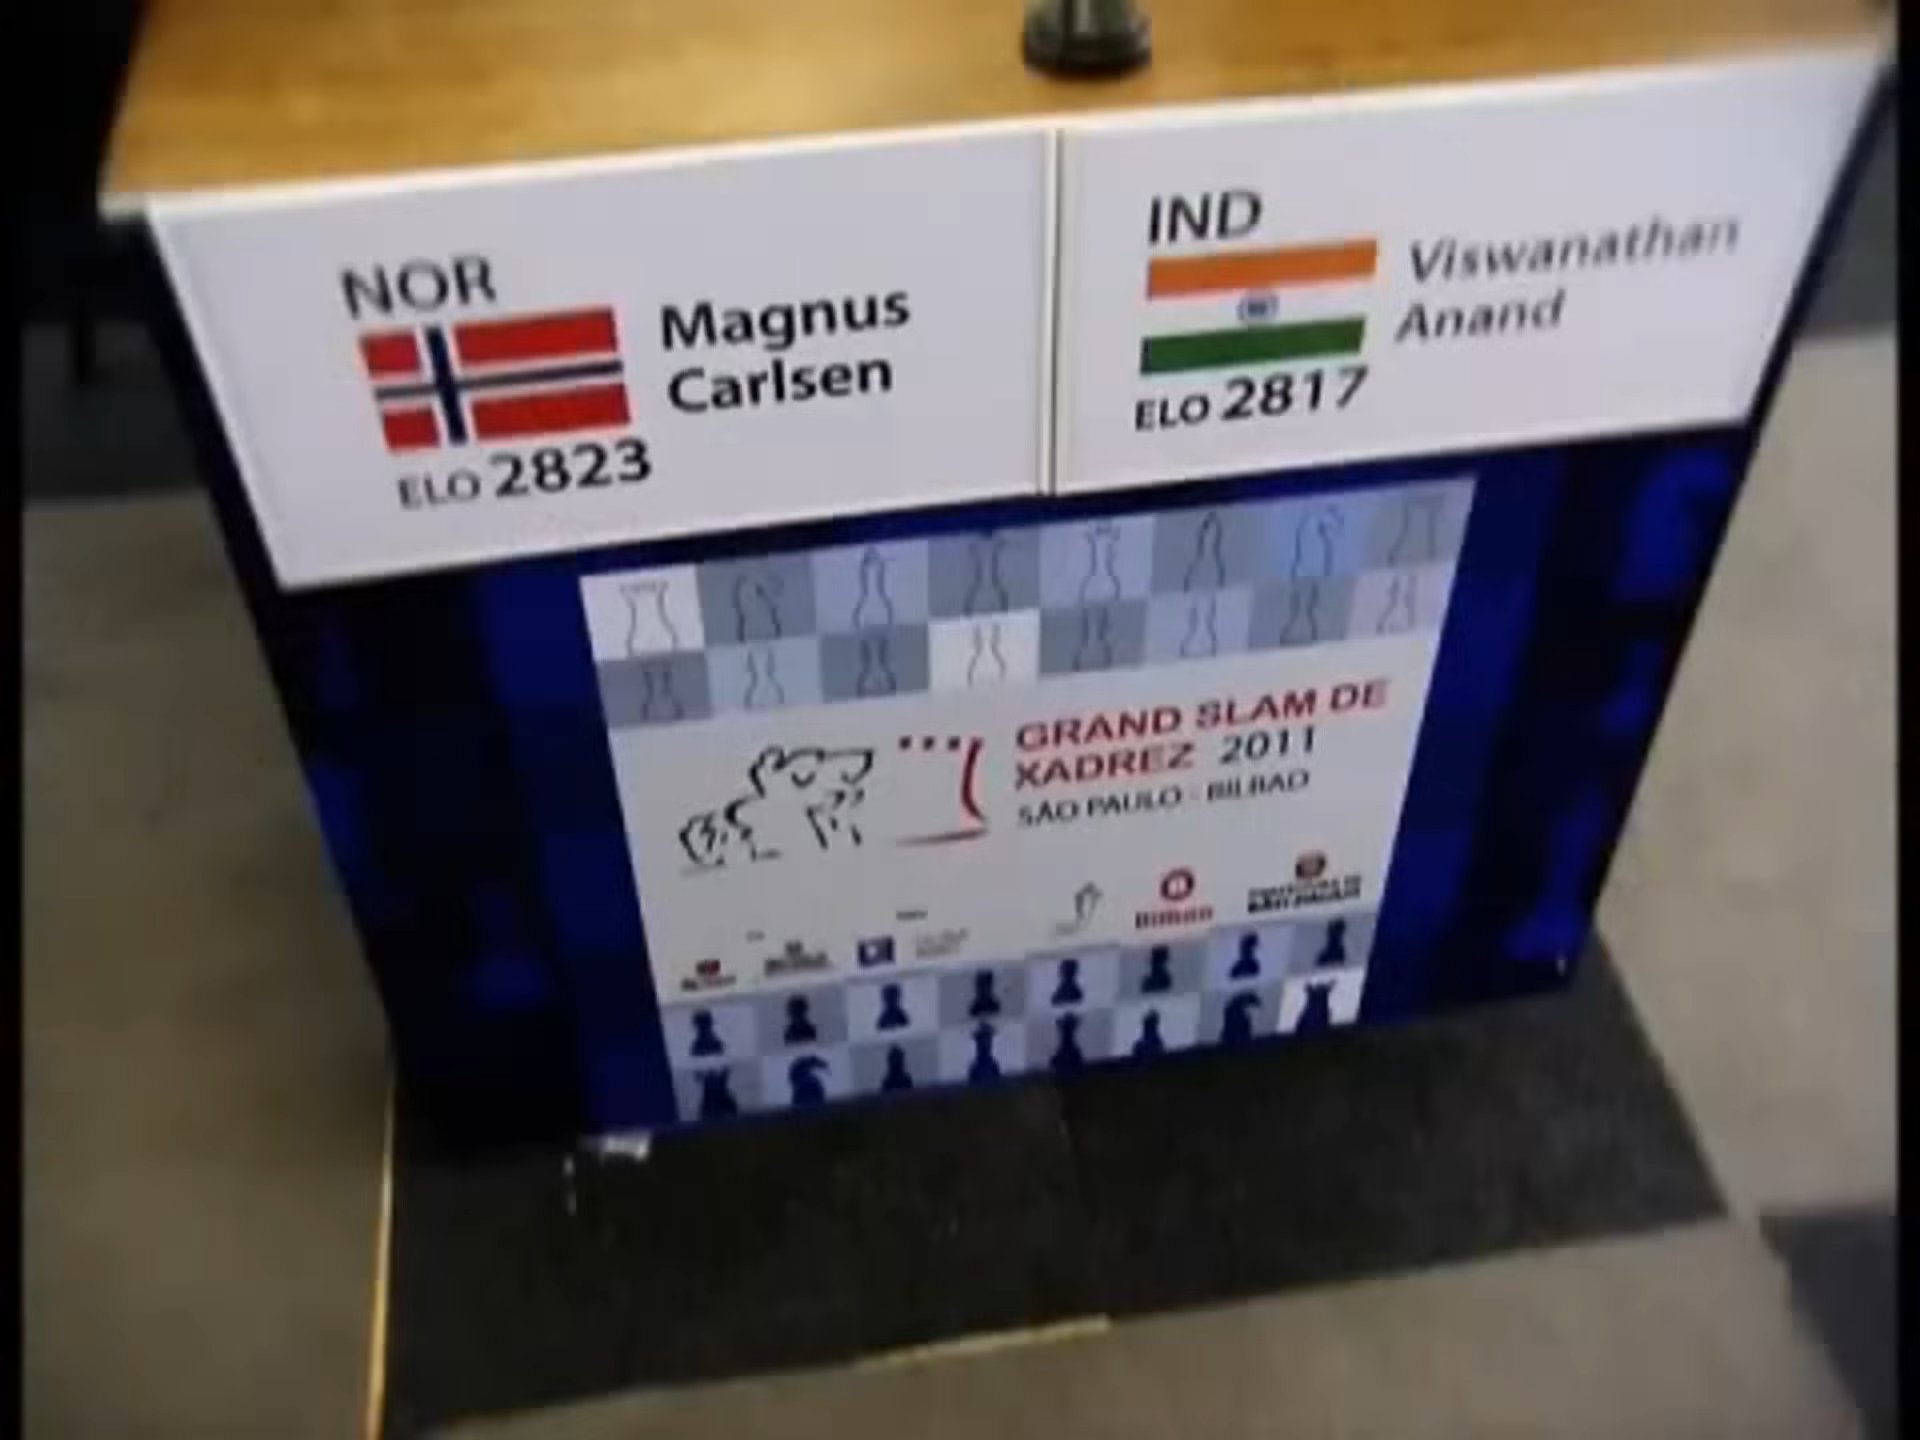 NOR
Magnus
Carlsen
ELO 2823
IND
Viswanathan
Anand
ELO 2817
GRAND SLAM DE
XADREZ 2011
SÃO PAULO - BILBAO